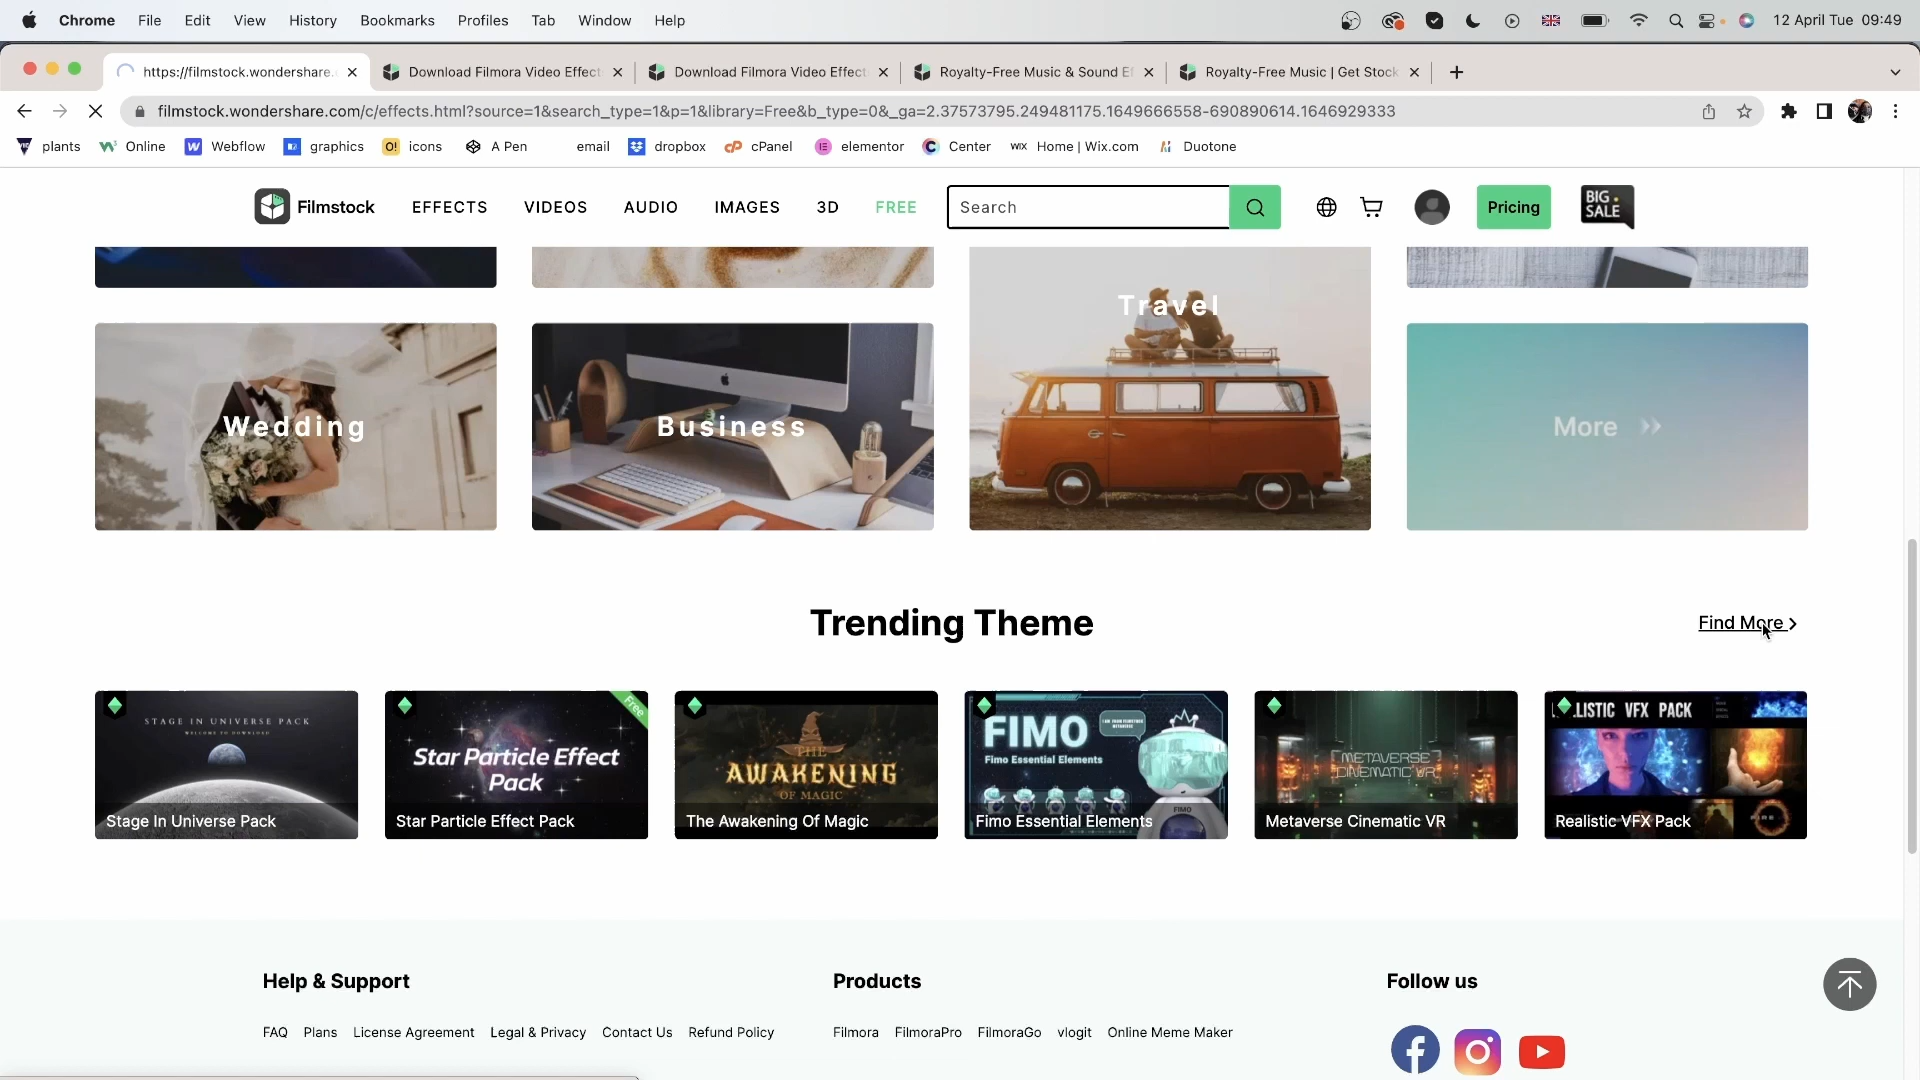 Chrome File Edit View History Bookmarks Profiles Tab Window Help 12 April Tue 09:49
https://filmstock.wondershare. Download Filmora Video Effect Download Filmora Video Effect Royalty-Free Music & Sound Ef Royalty-Free Music | Get Stock
filmstock.wondershare.com/c/effects.html?source=1&search_type=1&p=1&library=Free&b_type=0&_ga=2.37573795.249481175.1649666558-690890614.1646929333
plants Online Webflow graphics icons A Pen email dropbox cPanel elementor Center Home | Wix.com Duotone
Filmstock EFFECTS VIDEOS AUDIO IMAGES 3D FREE Search Pricing BIG SALE
Travel
Wedding Business More
Trending Theme Find More
STAGE IN UNIVERSE PACK
WELCOME TO DOWNLOAD
Stage In Universe Pack
Free
Star Particle Effect
Pack
Star Particle Effect Pack
THE
AWAKENING
OF MAGIC
The Awakening Of Magic
FIMO
Fimo Essential Elements
FIMO
Fimo Essential Elements
METAVERSE
CINEMATIC VR
Metaverse Cinematic VR
LISTIC VFX PACK
FIRE
Realistic VFX Pack
Help & Support Products Follow us
FAQ Plans License Agreement Legal & Privacy Contact Us Refund Policy Filmora FilmoraPro FilmoraGo vlogit Online Meme Maker